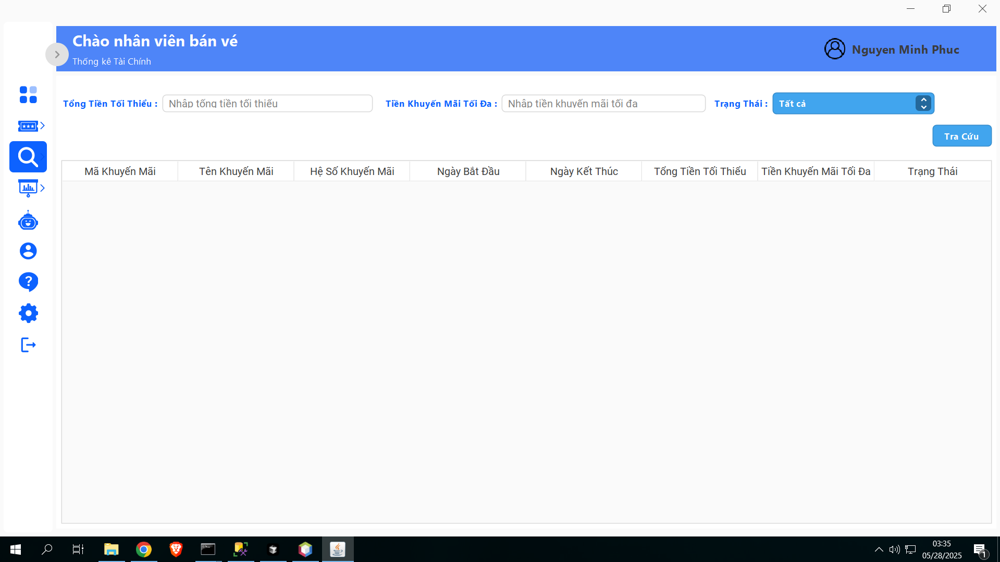 Chào nhân viên bán vé
Thống kê Tài Chính
Nguyen Minh Phuc
Tổng Tiền Tối Thiểu : Nhập tổng tiền tối thiểu Tiền Khuyến Mãi Tối Đa : Nhập tiền khuyến mãi tối đa Trạng Thái : Tất cả
Tra Cứu
Mã Khuyến Mãi Tên Khuyến Mãi Hệ Số Khuyến Mãi Ngày Bắt Đầu Ngày Kết Thúc Tổng Tiền Tối Thiểu Tiền Khuyến Mãi Tối Đa Trạng Thái
03:35
05/28/2025
1